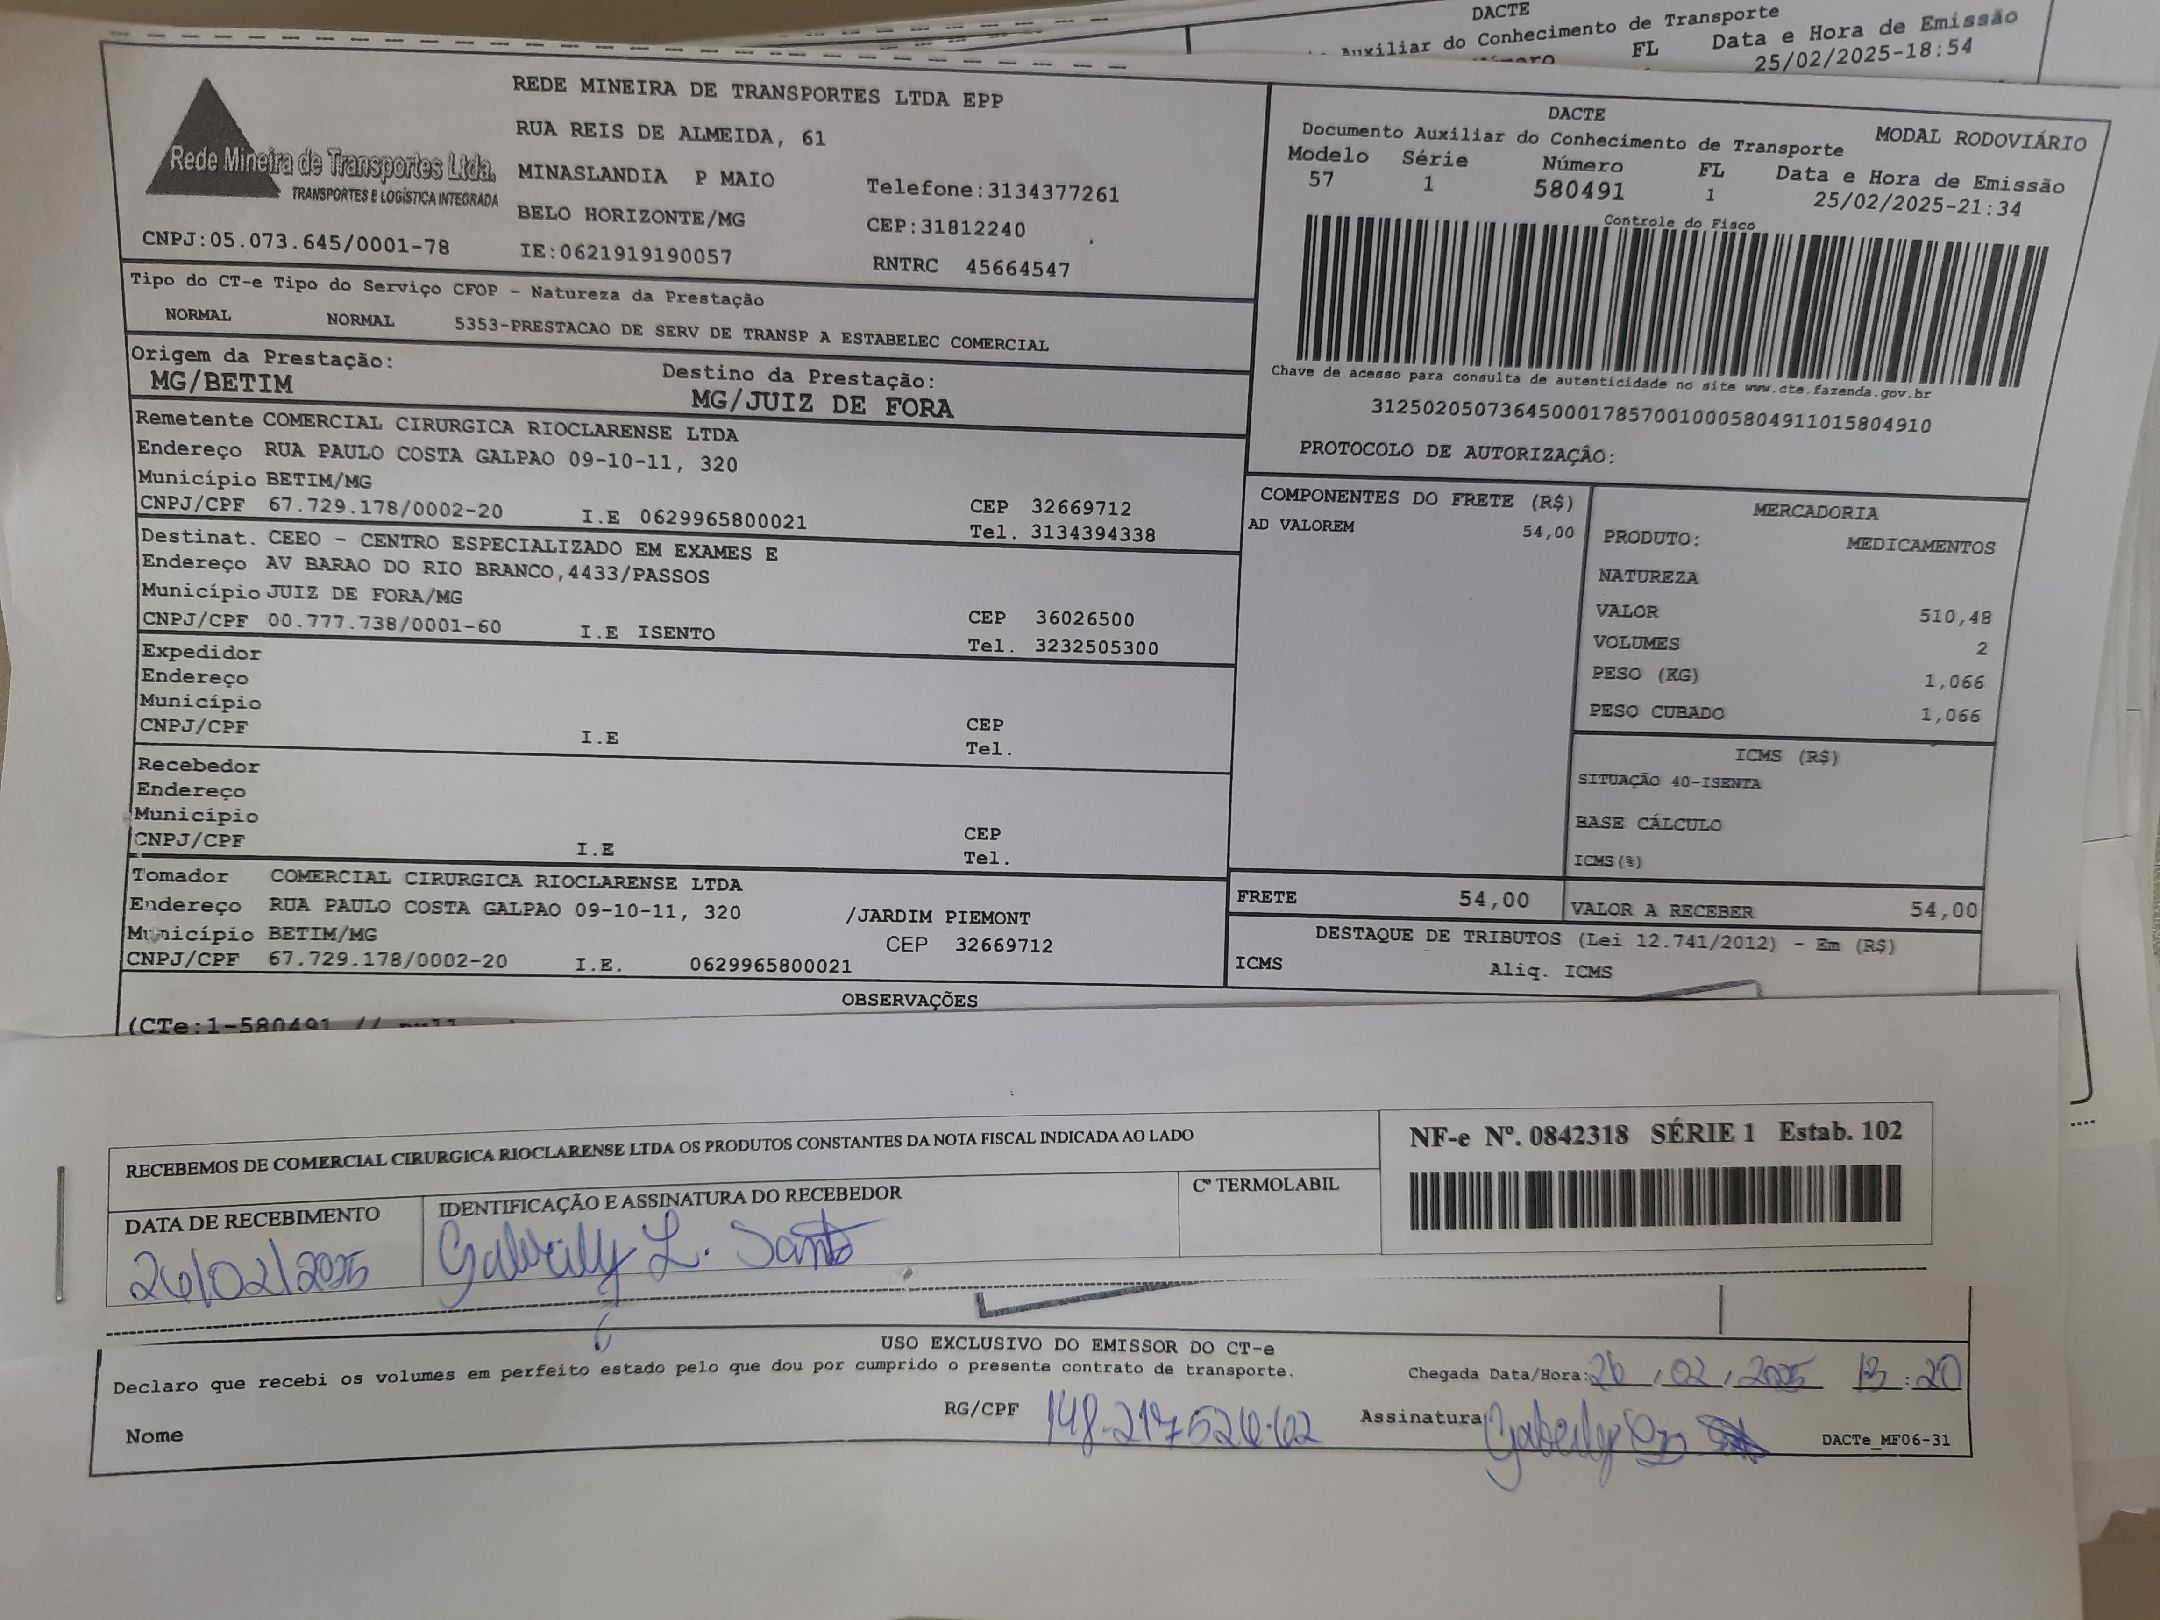 DACTE
Auxiliar do Conhecimento de Transporte
FL Data e Hora de Emissão
25/02/2025-18:54
Rede Mineira de Transportes Ltda.
TRANSPORTES E LOGÍSTICA INTEGRADA
CNPJ:05.073.645/0001-78
REDE MINEIRA DE TRANSPORTES LTDA EPP
RUA REIS DE ALMEIDA, 61
MINASLANDIA P MAIO Telefone:3134377261
BELO HORIZONTE/MG CEP:31812240
IE:0621919190057 RNTRC 45664547
DACTE
Documento Auxiliar do Conhecimento de Transporte MODAL RODOVIÁRIO
Modelo Série Número FL Data e Hora de Emissão
57 1 580491 1 25/02/2025-21:34
Controle do Fisco
Chave de acesso para consulta de autenticidade no site www.cte.fazenda.gov.br
31250205073645000178570010005804911015804910
PROTOCOLO DE AUTORIZAÇÃO:
Tipo do CT-e Tipo do Serviço CFOP - Natureza da Prestação
NORMAL NORMAL 5353-PRESTACAO DE SERV DE TRANSP A ESTABELEC COMERCIAL
Origem da Prestação: Destino da Prestação:
MG/BETIM MG/JUIZ DE FORA
Remetente COMERCIAL CIRURGICA RIOCLARENSE LTDA
Endereço RUA PAULO COSTA GALPAO 09-10-11, 320
Município BETIM/MG CEP 32669712
CNPJ/CPF 67.729.178/0002-20 I.E 0629965800021 Tel. 3134394338
Destinat. CEEO - CENTRO ESPECIALIZADO EM EXAMES E
Endereço AV BARAO DO RIO BRANCO,4433/PASSOS
Município JUIZ DE FORA/MG CEP 36026500
CNPJ/CPF 00.777.738/0001-60 I.E ISENTO Tel. 3232505300
Expedidor
Endereço
Município CEP
CNPJ/CPF I.E Tel.
Recebedor
Endereço
Município CEP
CNPJ/CPF I.E Tel.
Tomador COMERCIAL CIRURGICA RIOCLARENSE LTDA
Endereço RUA PAULO COSTA GALPAO 09-10-11, 320 /JARDIM PIEMONT
Município BETIM/MG CEP 32669712
CNPJ/CPF 67.729.178/0002-20 I.E. 0629965800021
COMPONENTES DO FRETE (R$)
AD VALOREM 54,00
MERCADORIA
PRODUTO: MEDICAMENTOS
NATUREZA
VALOR 510,48
VOLUMES 2
PESO (KG) 1,066
PESO CUBADO 1,066
ICMS (R$)
SITUAÇÃO 40-ISENTA
BASE CÁLCULO
ICMS(%)
FRETE 54,00 VALOR A RECEBER 54,00
DESTAQUE DE TRIBUTOS (Lei 12.741/2012) - Em (R$)
ICMS Aliq. ICMS
OBSERVAÇÕES
(CTe:1-580491 //
RECEBEMOS DE COMERCIAL CIRURGICA RIOCLARENSE LTDA OS PRODUTOS CONSTANTES DA NOTA FISCAL INDICADA AO LADO
NF-e Nº. 0842318 SÉRIE 1 Estab. 102
DATA DE RECEBIMENTO IDENTIFICAÇÃO E ASSINATURA DO RECEBEDOR Cº TERMOLABIL
26/02/2025 L. Santo
USO EXCLUSIVO DO EMISSOR DO CT-e
Declaro que recebi os volumes em perfeito estado pelo que dou por cumprido o presente contrato de transporte.
Chegada Data/Hora: 26/02/2025 13:20
Nome RG/CPF Assinatura
DACTe_MF06-31